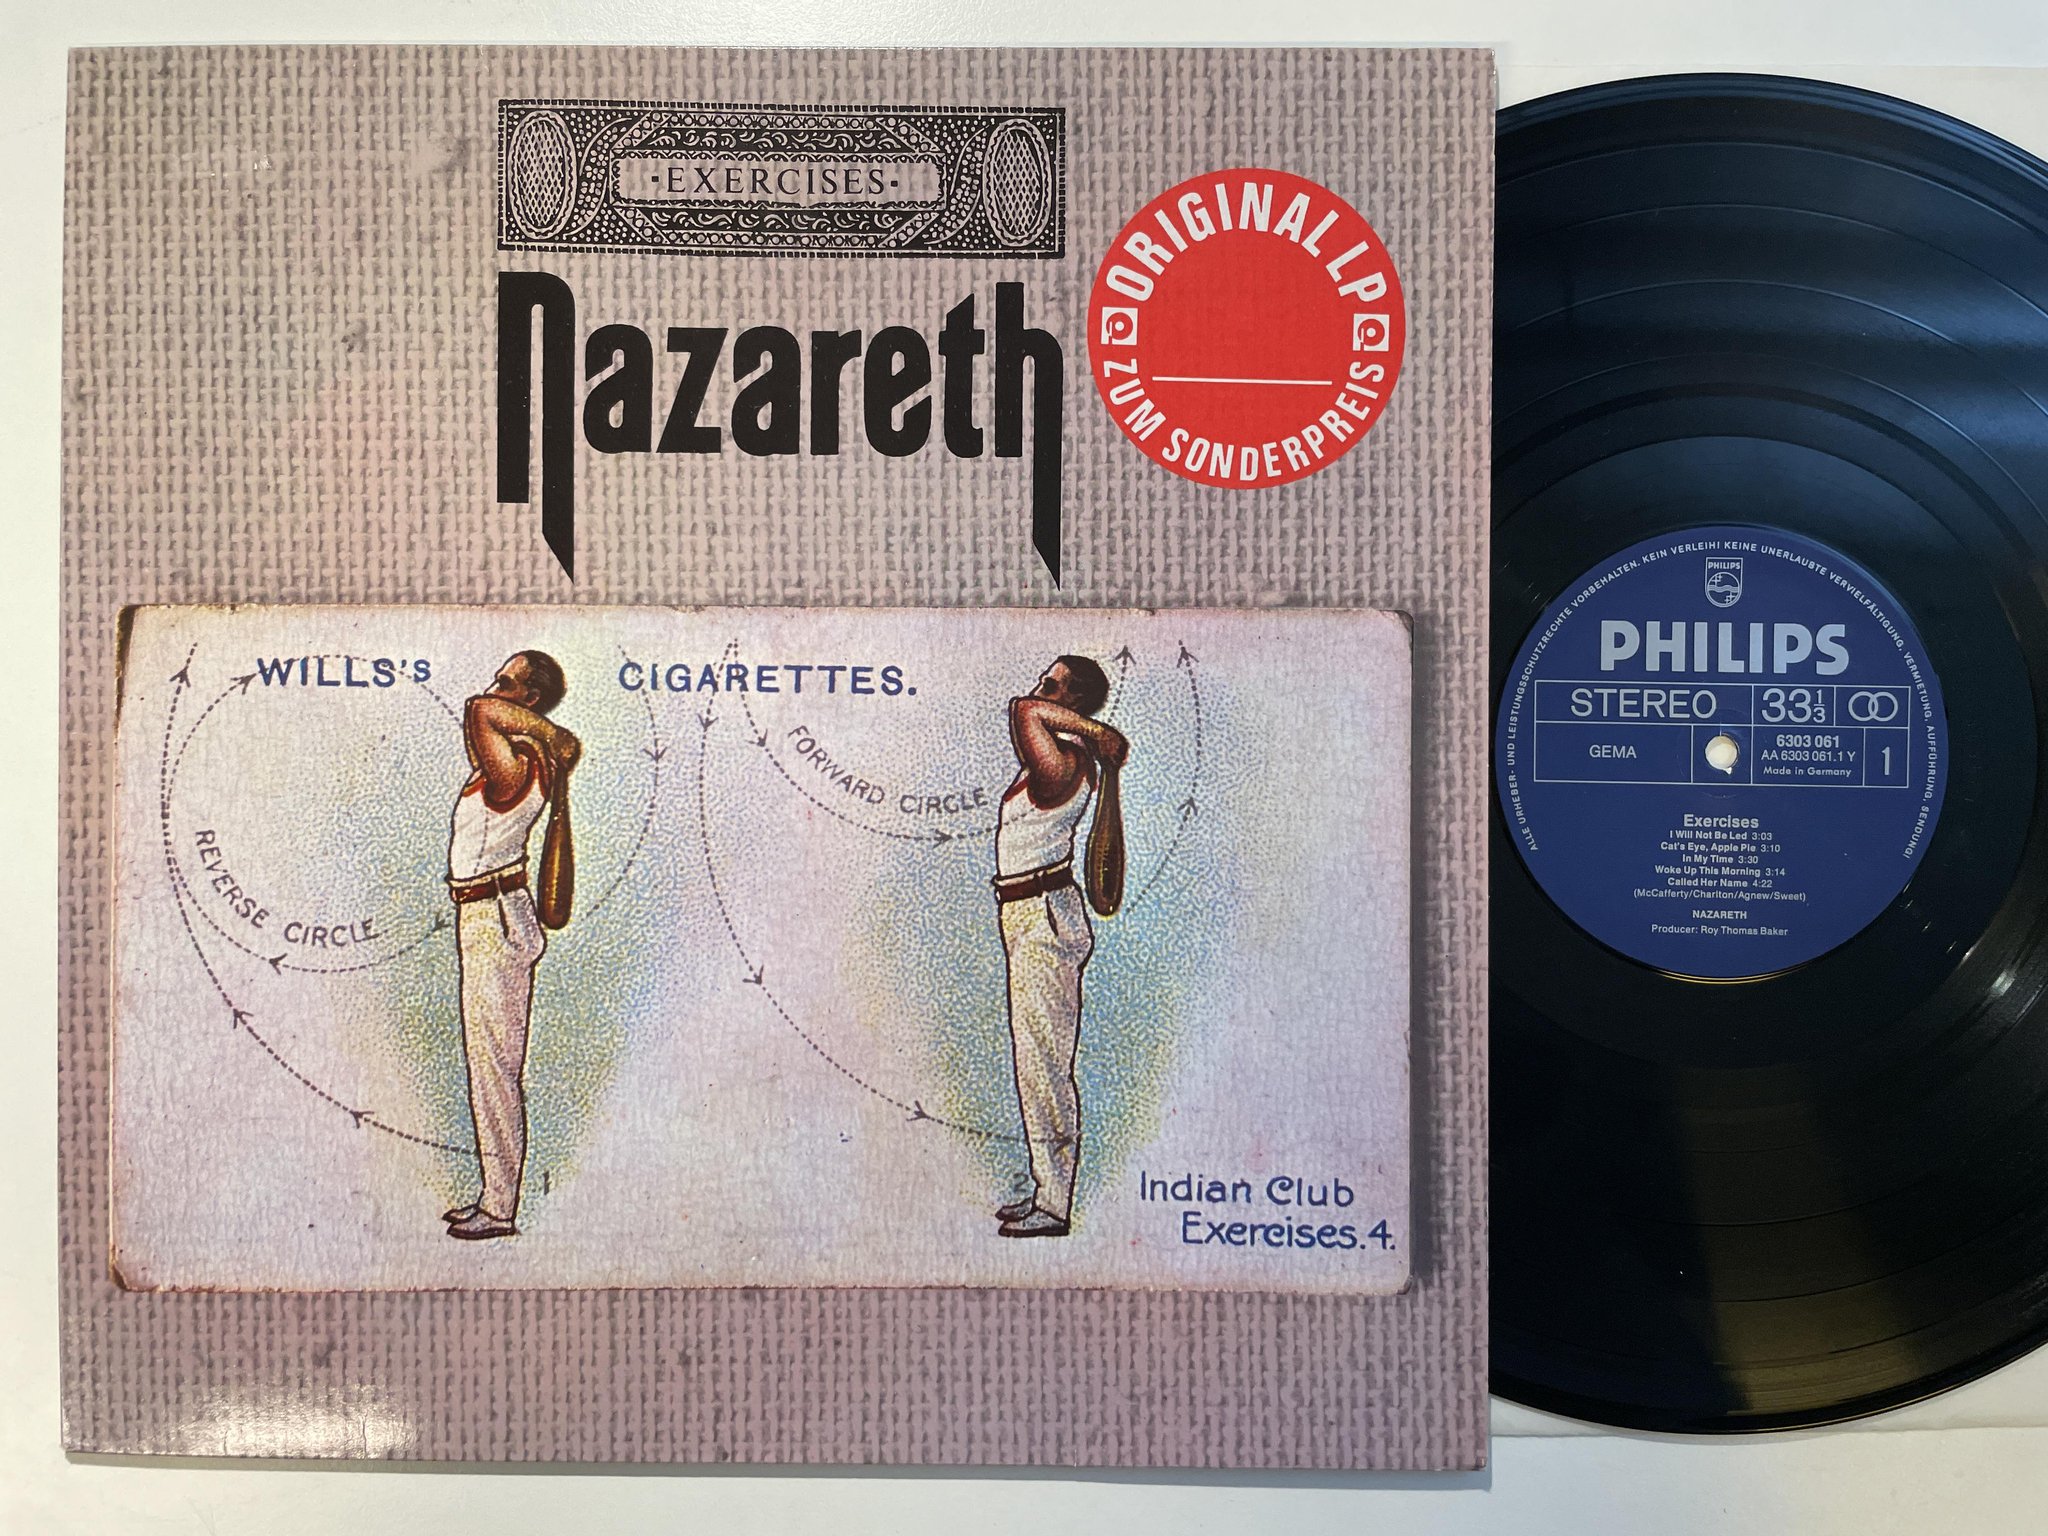 ·EXERCISES·
Nazareth
ORIGINAL LP
ZUM SONDERPREIS
WILL'S'S CIGARETTES.
REVERSE CIRCLE
FORWARD CIRCLE
1
2
Indian Club
Exercises. 4.
ALLE URHEBER- UND LEISTUNGSSCHUTZRECHTE VORBEHALTEN. KEIN VERLEIH! KEINE UNERLAUBTE VERVIELFÄLTIGUNG, VERMIETUNG, AUFFÜHRUNG, SENDUNG!
PHILIPS
PHILIPS
STEREO
33 1/3
GEMA
6303 061
AA 6303 061.1 Y
Made in Germany
1
Exercises
I Will Not Be Led 3:03
Cat's Eye, Apple Pie 3:10
In My Time 3:30
Woke Up This Morning 3:14
Called Her Name 4:22
(McCafferty/Charlton/Agnew/Sweet)
NAZARETH
Producer: Roy Thomas Baker